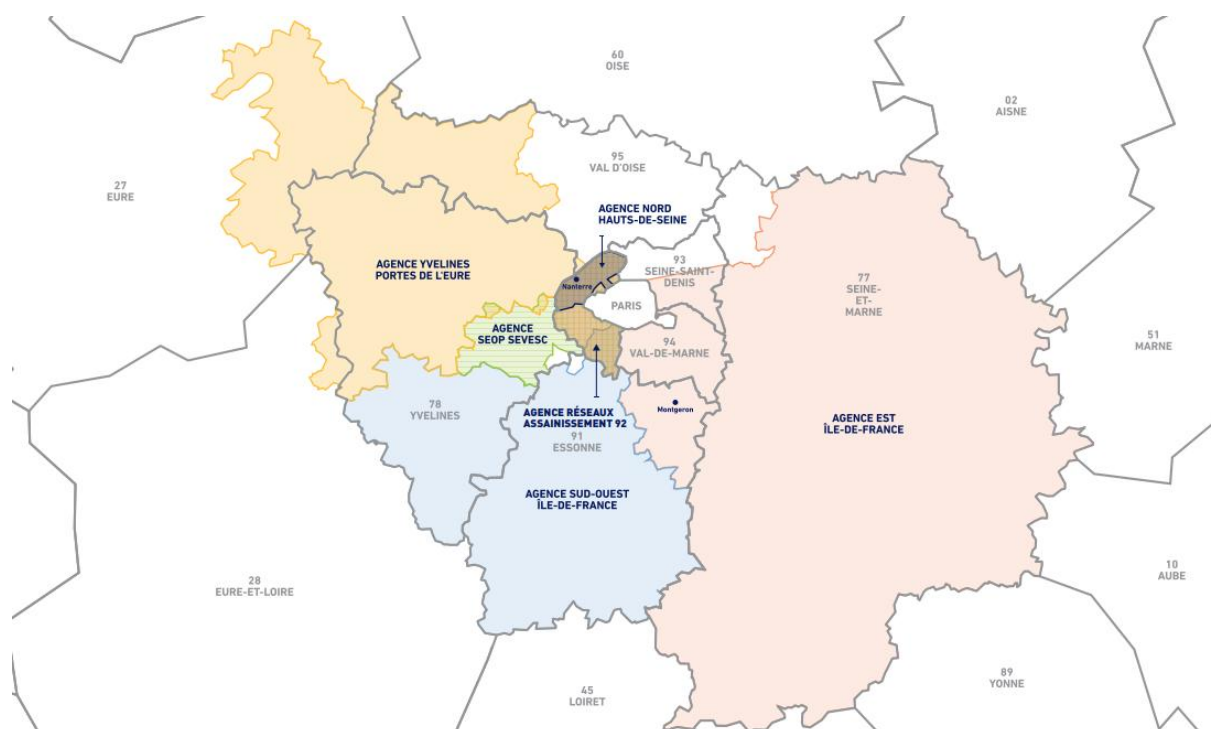 60
OISE
02
AISNE
95
VAL D'OISE
27
EURE
AGENCE NORD
HAUTS-DE-SEINE
AGENCE YVELINES
PORTES DE L'EURE
93
SEINE-SAINT-
DENIS
Nanterre
77
SEINE-
ET-
MARNE
PARIS
AGENCE
SEOP SEVESC
94
VAL-DE-MARNE
51
MARNE
78
YVELINES
Montgeron
AGENCE RÉSEAUX
ASSAINISSEMENT 92
91
ESSONNE
AGENCE EST
ÎLE-DE-FRANCE
AGENCE SUD-OUEST
ÎLE-DE-FRANCE
28
EURE-ET-LOIRE
10
AUBE
89
YONNE
45
LOIRET